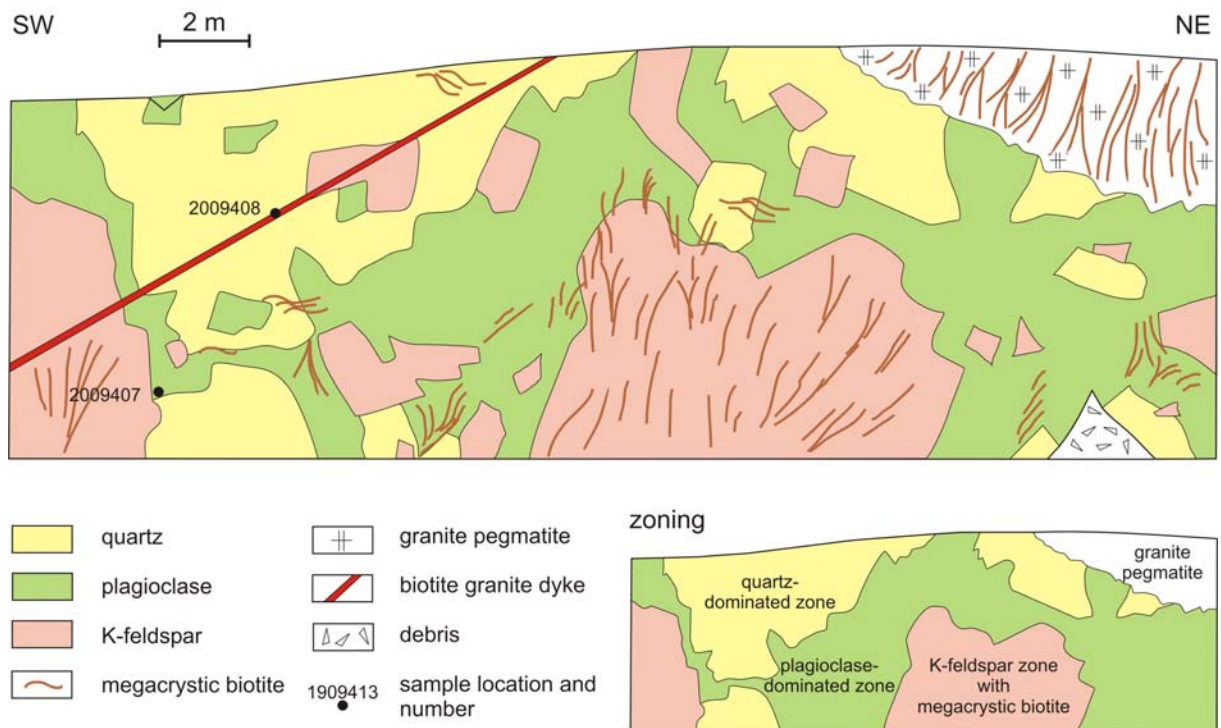 SW
2 m
NE
2009408
2009407
quartz
plagioclase
K-feldspar
megacrystic biotite
granite pegmatite
biotite granite dyke
debris
1909413
sample location and
number
zoning
quartz-
dominated zone
granite
pegmatite
plagioclase-
dominated zone
K-feldspar zone
with
megacrystic biotite